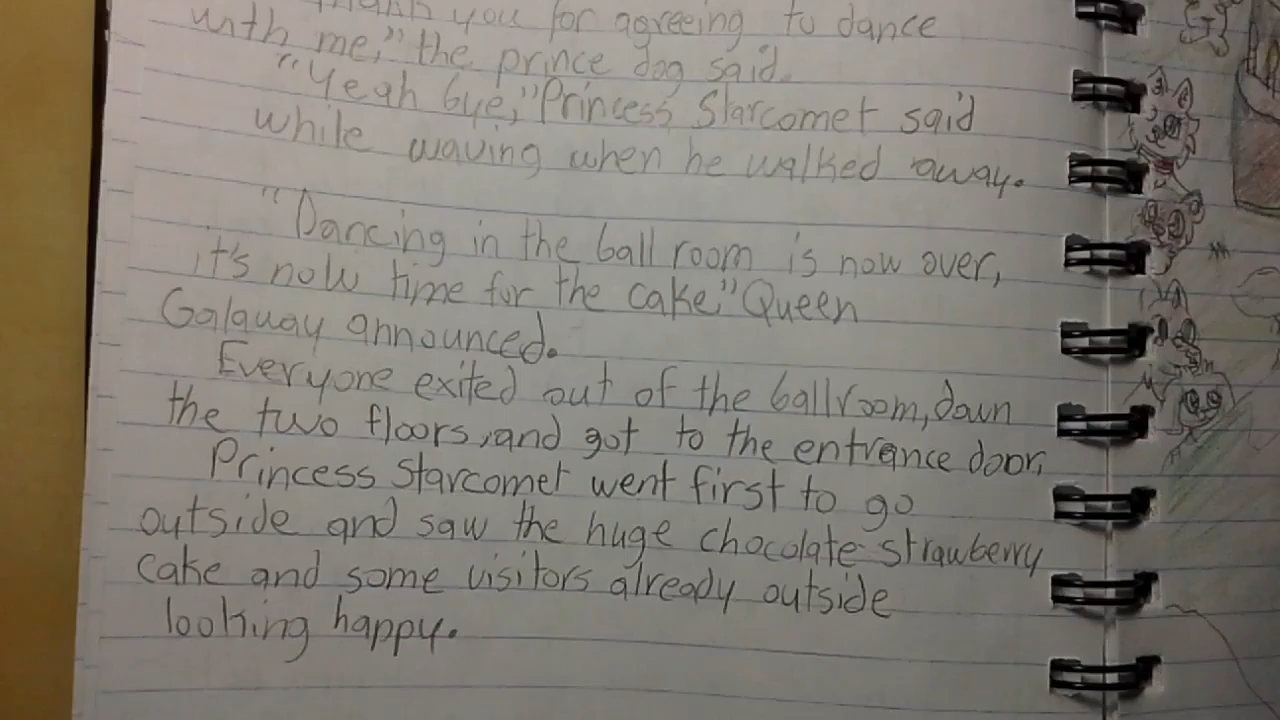 thank you for agreeing to dance
with me," the prince dog said.
"Yeah bye," Princess Starcomet said
while waving when he walked away.
"Dancing in the ball room is now over,
it's now time for the cake," Queen
Galaxay announced.
Everyone exited out of the ballroom, down
the two floors, and got to the entrance door.
Princess Starcomet went first to go
outside and saw the huge chocolate strawberry
cake and some visitors already outside
looking happy.